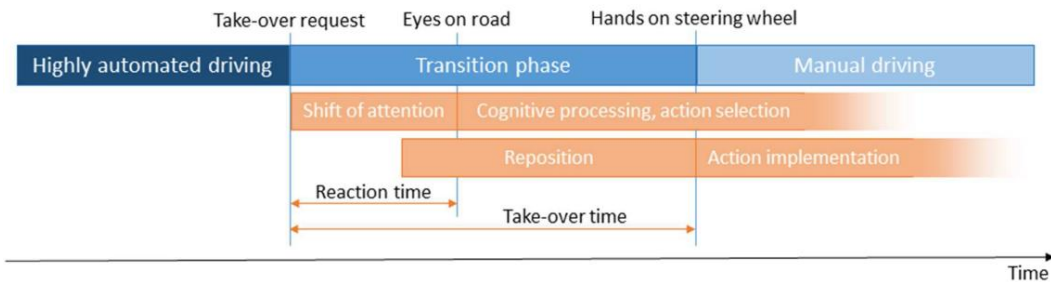 Take-over request
Eyes on road
Hands on steering wheel
Highly automated driving
Transition phase
Manual driving
Shift of attention
Cognitive processing, action selection
Reposition
Action implementation
Reaction time
Take-over time
Time